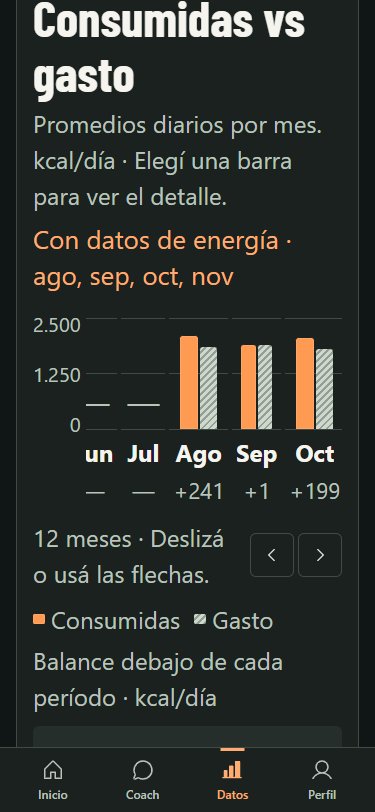 Consumidas vs
gasto
Promedios diarios por mes.
kcal/día · Elegí una barra
para ver el detalle.
Con datos de energía ·
ago, sep, oct, nov
2.500
1.250
0
un Jul Ago Sep Oct
— — +241 +1 +199
12 meses · Deslizá
o usá las flechas.
Consumidas Gasto
Balance debajo de cada
período · kcal/día
Inicio Coach Datos Perfil